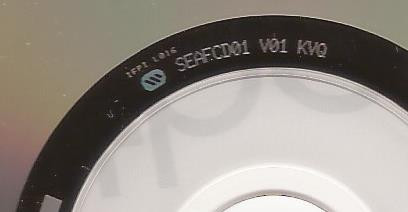 IFPI L016
SEAFCD01 V01 KVQ